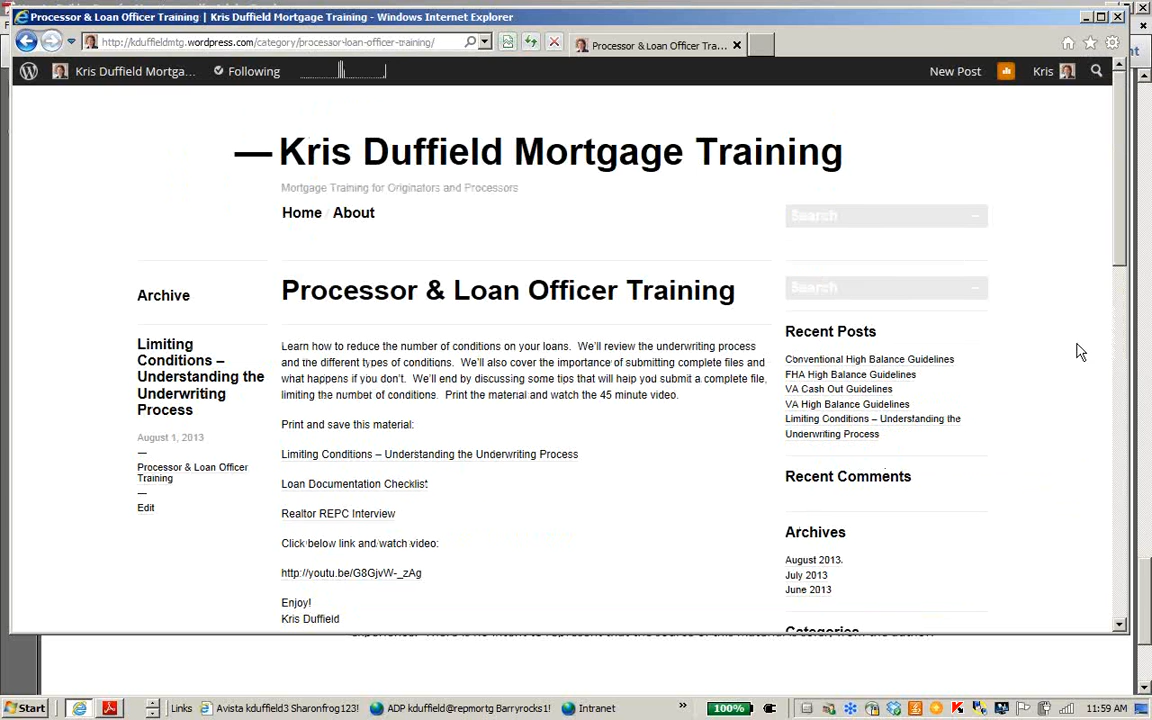 Processor & Loan Officer Training | Kris Duffield Mortgage Training - Windows Internet Explorer
http://kduffieldmtg.wordpress.com/category/processor-loan-officer-training/
Processor & Loan Officer Tra...
Kris Duffield Mortga...
Following
New Post
Kris
Kris Duffield Mortgage Training
Mortgage Training for Originators and Processors
Home / About
Search
Search
Archive
Processor & Loan Officer Training
Limiting
Conditions –
Understanding the
Underwriting
Process
August 1, 2013
—
Processor & Loan Officer
Training
—
Edit
Learn how to reduce the number of conditions on your loans. We'll review the underwriting process
and the different types of conditions. We'll also cover the importance of submitting complete files and
what happens if you don't. We'll end by discussing some tips that will help you submit a complete file,
limiting the number of conditions. Print the material and watch the 45 minute video.
Print and save this material:
Limiting Conditions – Understanding the Underwriting Process
Loan Documentation Checklist
Realtor REPC Interview
Click below link and watch video:
http://youtu.be/G8GjvW-_zAg
Enjoy!
Kris Duffield
Recent Posts
Conventional High Balance Guidelines
FHA High Balance Guidelines
VA Cash Out Guidelines
VA High Balance Guidelines
Limiting Conditions – Understanding the
Underwriting Process
Recent Comments
Archives
August 2013
July 2013
June 2013
Categories
Start
Links
Avista kduffield3 Sharonfrog123!
ADP kduffield@repmortg Barryrocks1!
Intranet
100%
11:59 AM